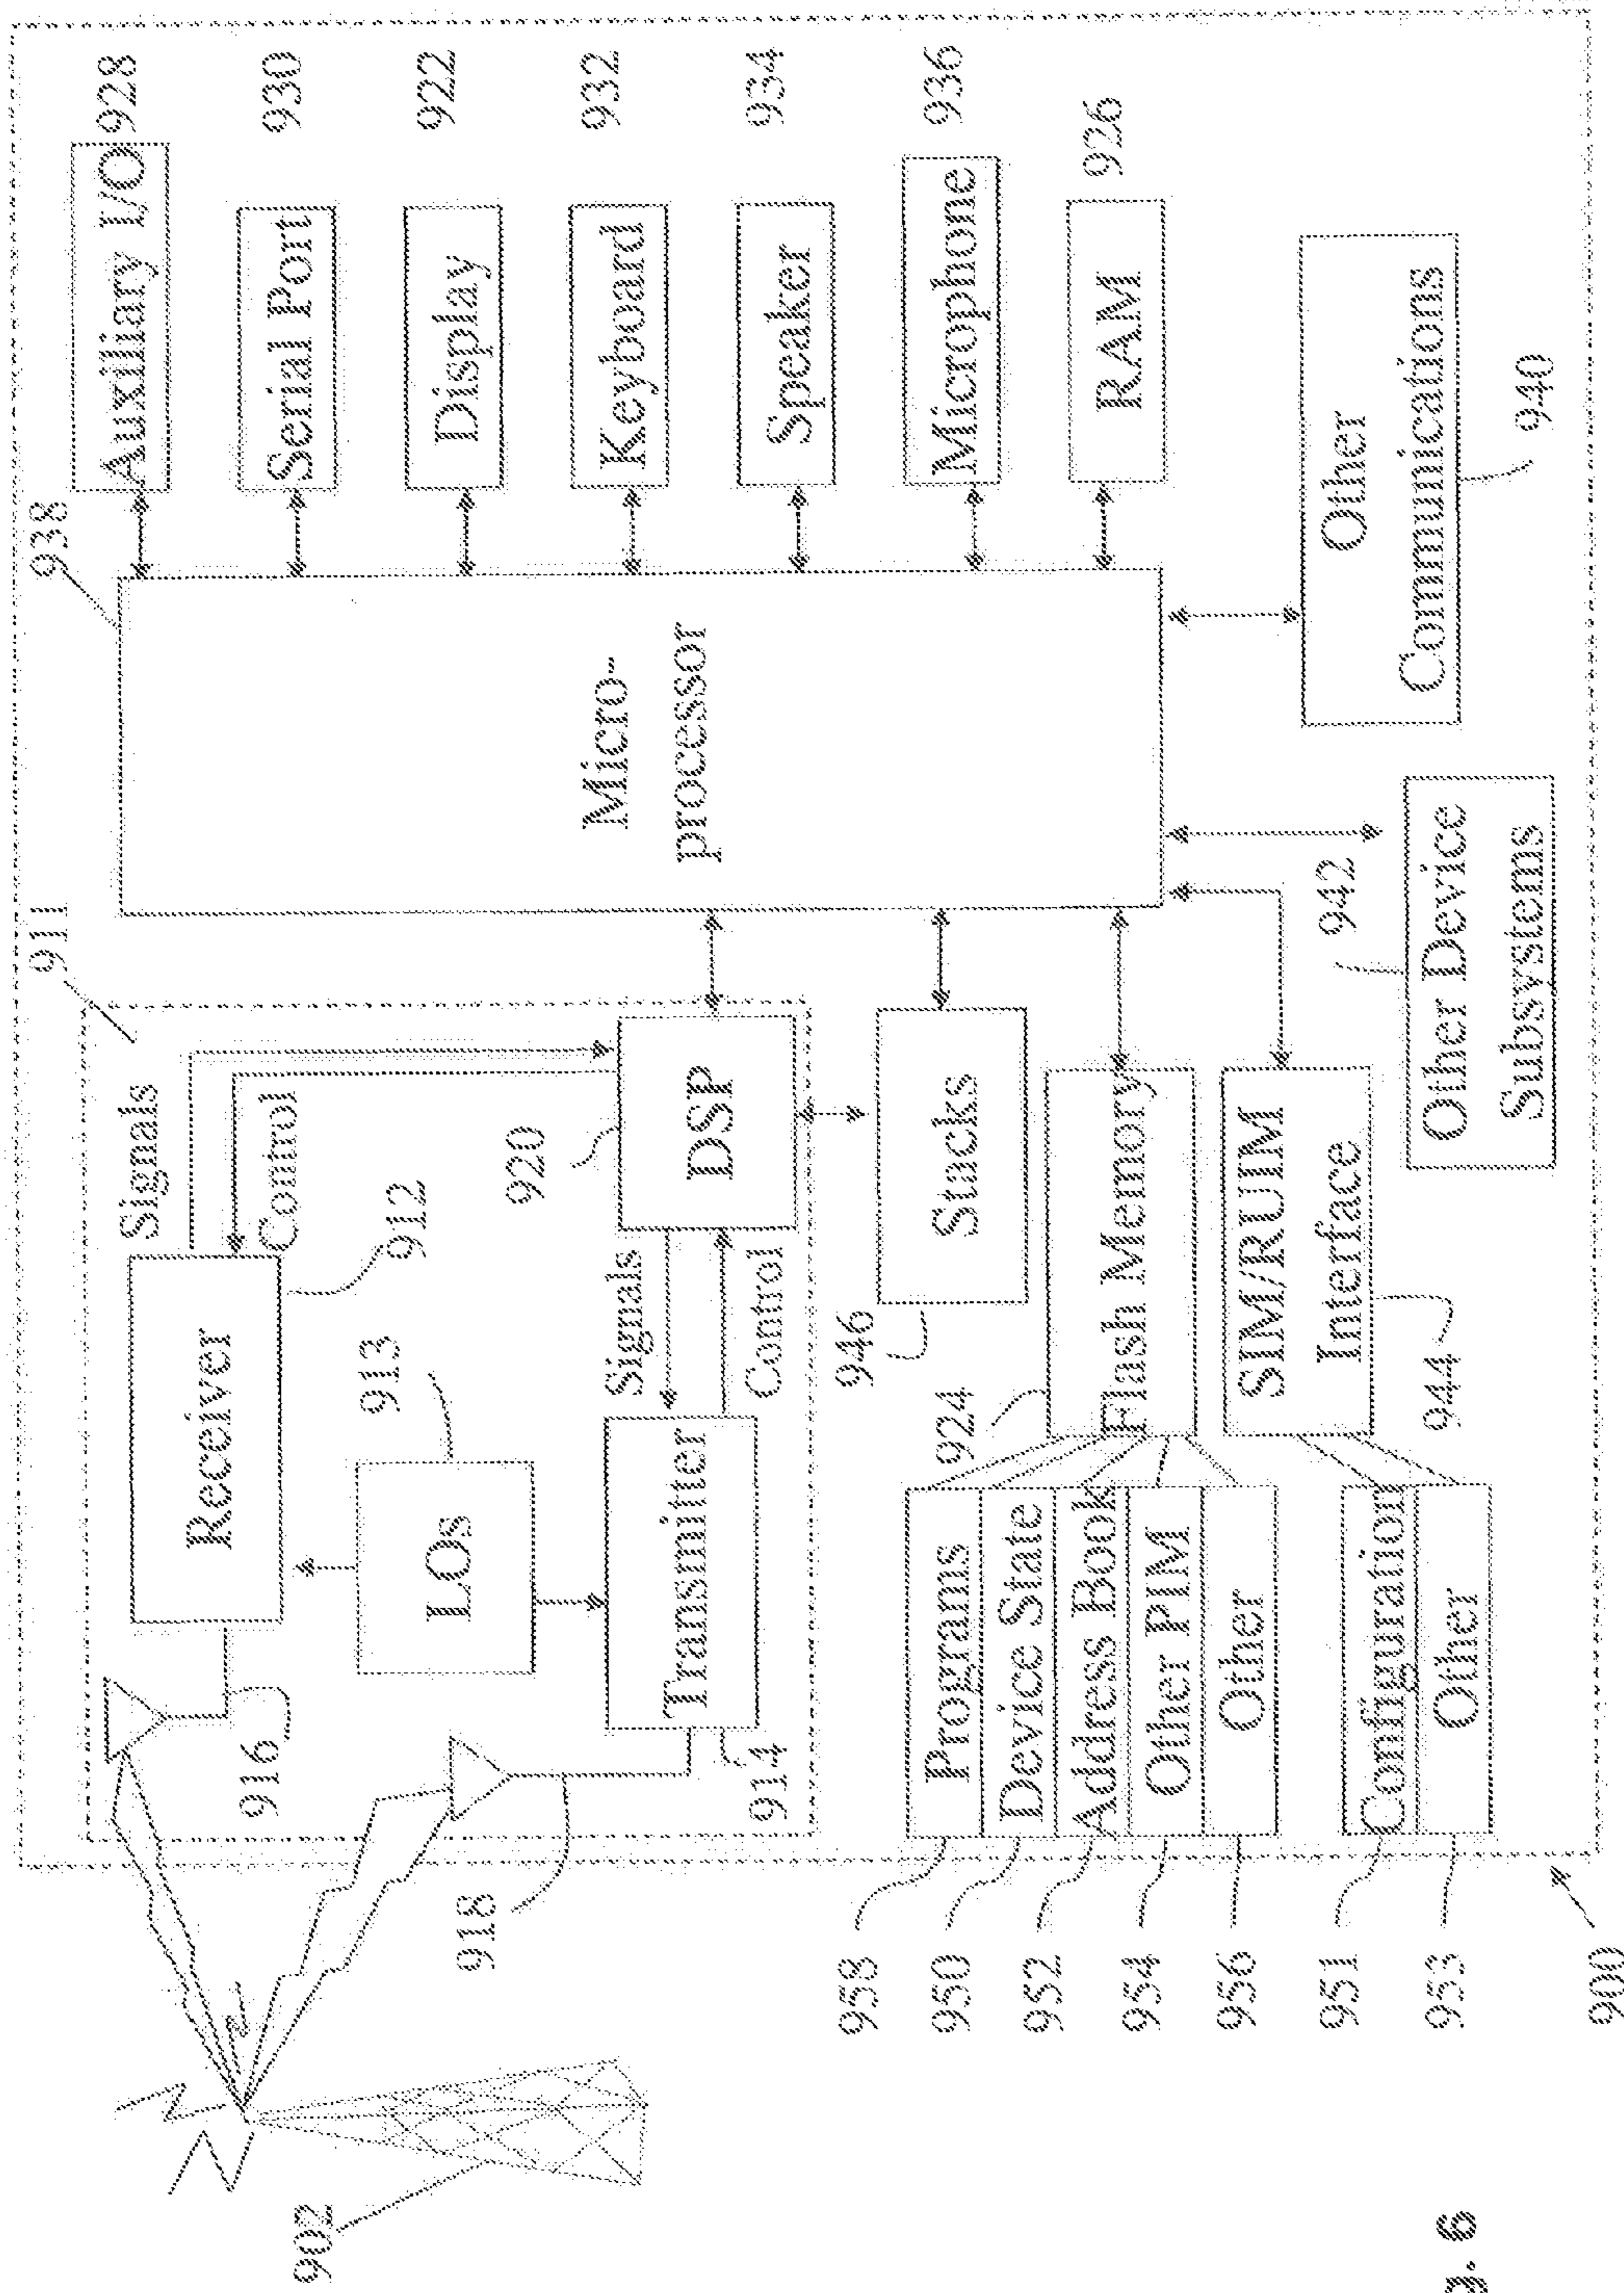 938
Auxiliary I/O
928
Serial Port
930
Display
922
Keyboard
932
Speaker
934
Microphone
936
RAM
926
Micro-
processor
Other
Communications
940
Other Device
Subsystems
942
911
Signals
Control
Receiver
912
LOs
913
Signals
Control
Transmitter
914
DSP
920
916
918
902
Stacks
946
Flash Memory
924
SIM/RUIM
Interface
944
Programs
Device State
Address Book
Other PIM
Other
Configuration
Other
958
950
952
954
956
951
953
900
g. 6